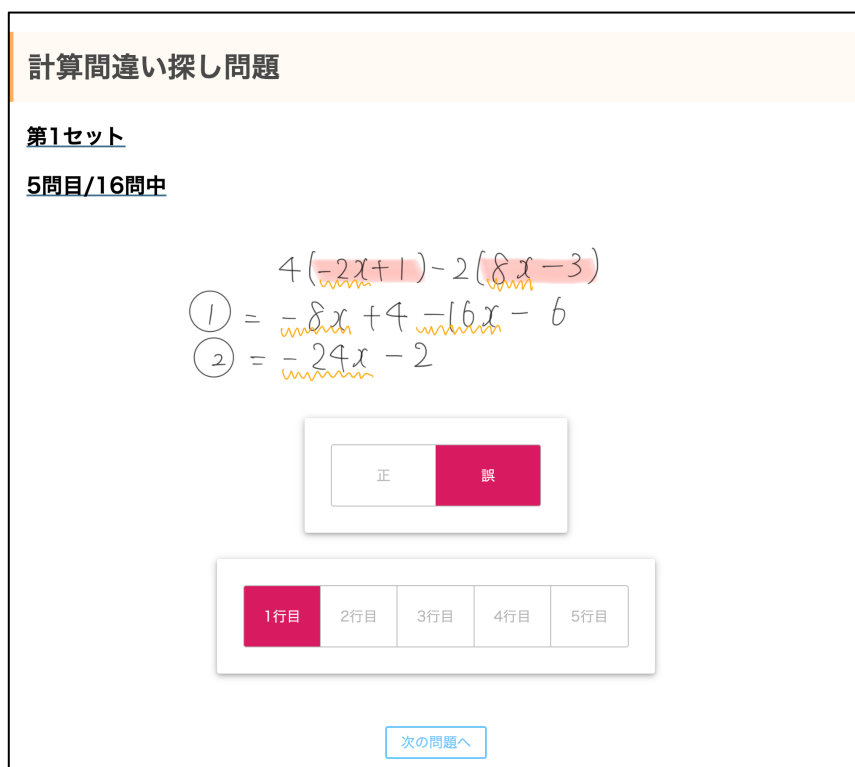 計算間違い探し問題
第1セット
5問目/16問中
4(-2x+1)-2(8x-3)
① = -8x+4-16x-6
② = -24x-2
正 誤
1行目 2行目 3行目 4行目 5行目
次の問題へ